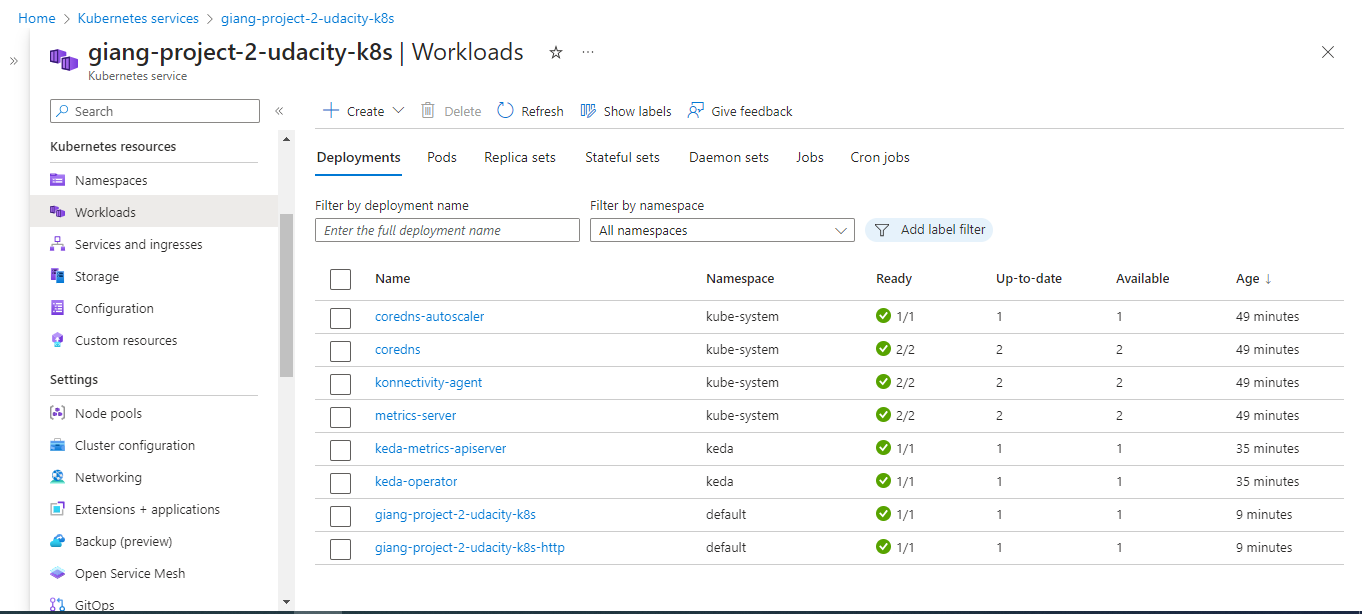 Home > Kubernetes services > giang-project-2-udacity-k8s
giang-project-2-udacity-k8s | Workloads
Kubernetes service
Search
Kubernetes resources
Namespaces
Workloads
Services and ingresses
Storage
Configuration
Custom resources
Settings
Node pools
Cluster configuration
Networking
Extensions + applications
Backup (preview)
Open Service Mesh
GitOps
Create Delete Refresh Show labels Give feedback
Deployments Pods Replica sets Stateful sets Daemon sets Jobs Cron jobs
Filter by deployment name Filter by namespace
Enter the full deployment name All namespaces Add label filter
Name Namespace Ready Up-to-date Available Age ↓
coredns-autoscaler kube-system 1/1 1 1 49 minutes
coredns kube-system 2/2 2 2 49 minutes
konnectivity-agent kube-system 2/2 2 2 49 minutes
metrics-server kube-system 2/2 2 2 49 minutes
keda-metrics-apiserver keda 1/1 1 1 35 minutes
keda-operator keda 1/1 1 1 35 minutes
giang-project-2-udacity-k8s default 1/1 1 1 9 minutes
giang-project-2-udacity-k8s-http default 1/1 1 1 9 minutes